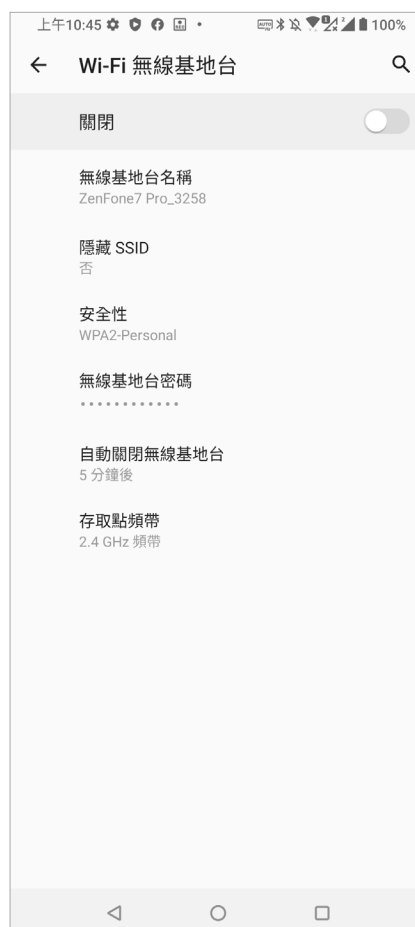 上午10:45 100%
Wi-Fi 無線基地台
關閉
無線基地台名稱
ZenFone7 Pro_3258
隱藏 SSID
否
安全性
WPA2-Personal
無線基地台密碼
••••••••••••
自動關閉無線基地台
5 分鐘後
存取點頻帶
2.4 GHz 頻帶